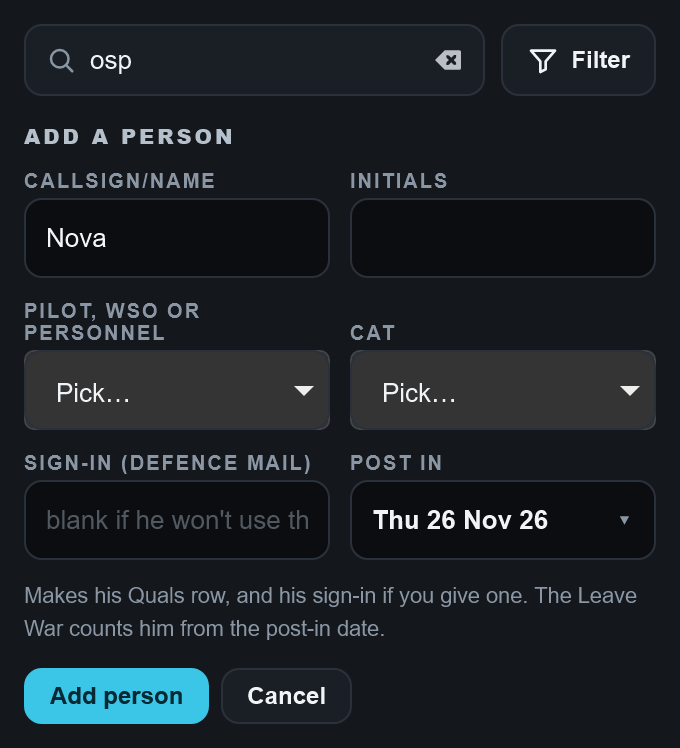 osp
Filter
ADD A PERSON
CALLSIGN/NAME
INITIALS
Nova
PILOT, WSO OR
PERSONNEL
CAT
Pick…
Pick…
SIGN-IN (DEFENCE MAIL)
POST IN
blank if he won't use th
Thu 26 Nov 26
Makes his Quals row, and his sign-in if you give one. The Leave
War counts him from the post-in date.
Add person
Cancel